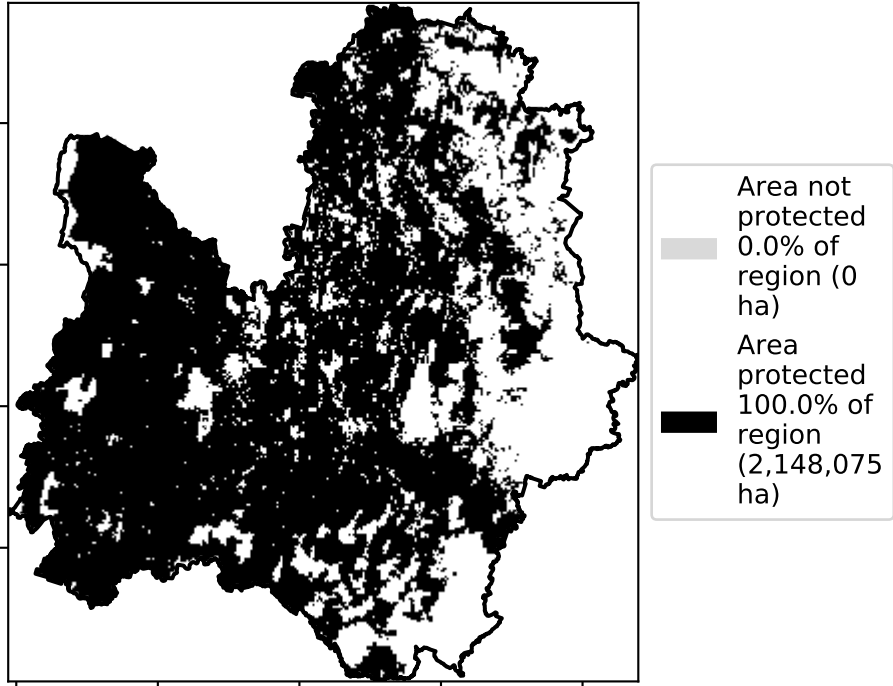 Area not
protected
0.0% of
region (0
ha)
Area
protected
100.0% of
region
(2,148,075
ha)